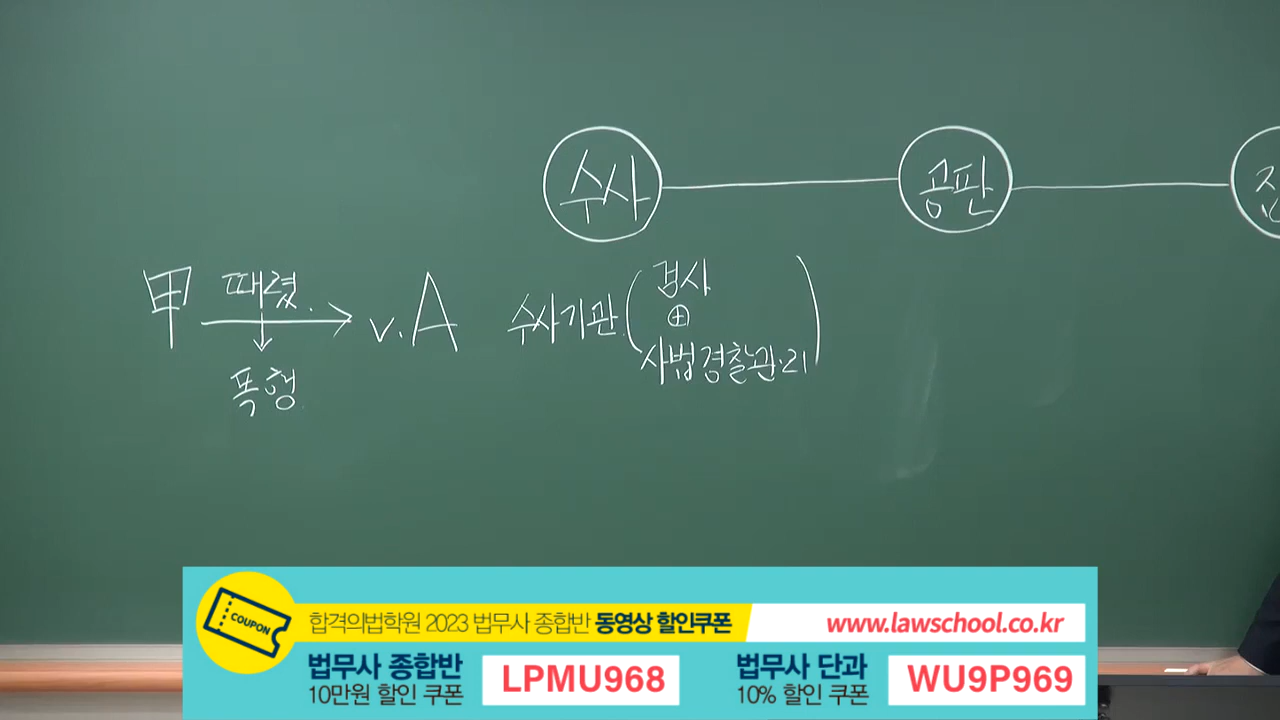 수사 공판
甲 때렸. v.A 수사기관
검사
⊕
사법경찰관·리
폭행
COUPON
합격의법학원 2023 법무사 종합반 동영상 할인쿠폰 www.lawschool.co.kr
법무사 종합반 LPMU968 법무사 단과 WU9P969
10만원 할인 쿠폰 10% 할인 쿠폰